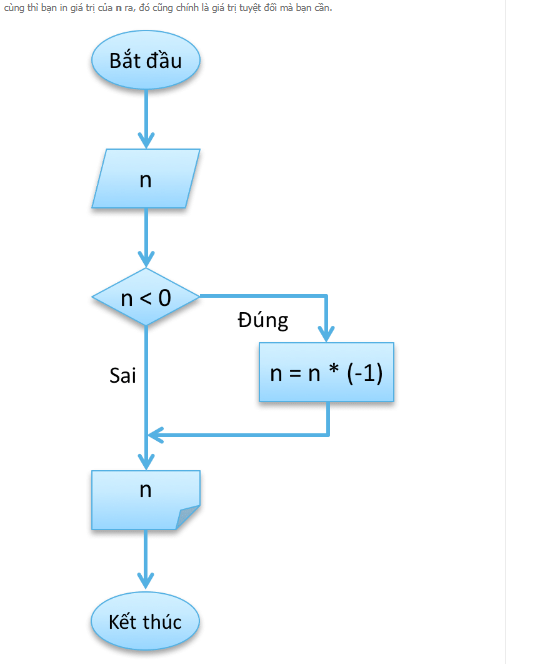 cùng thì bạn in giá trị của n ra, đó cũng chính là giá trị tuyệt đối mà bạn cần.
Bắt đầu
n
n < 0
Đúng
n = n * (-1)
Sai
n
Kết thúc